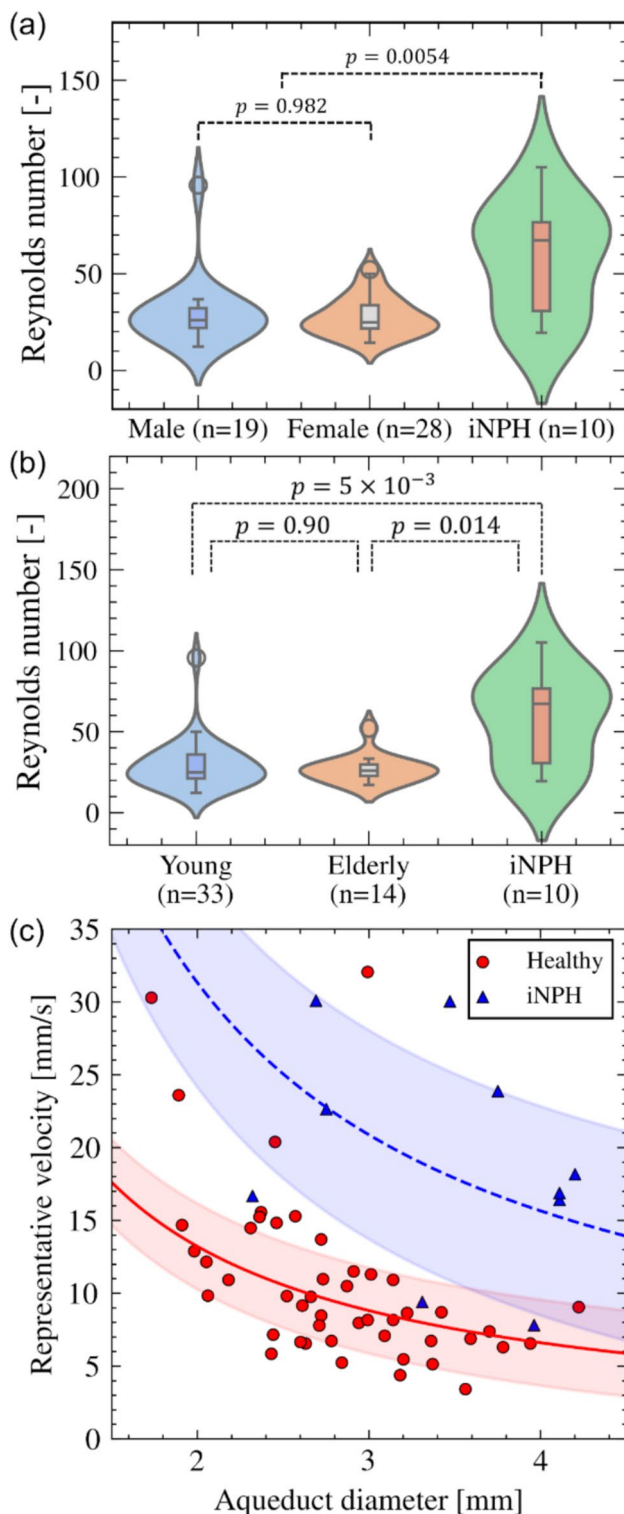 (a)
Reynolds number [-]
150
100
50
0
p = 0.0054
p = 0.982
Male (n=19) Female (n=28) iNPH (n=10)
(b)
Reynolds number [-]
200
150
100
50
0
p = 5 × 10⁻³
p = 0.90 p = 0.014
Young Elderly iNPH
(n=33) (n=14) (n=10)
(c)
Representative velocity [mm/s]
35
30
25
20
15
10
5
0
Healthy
iNPH
2 3 4
Aqueduct diameter [mm]